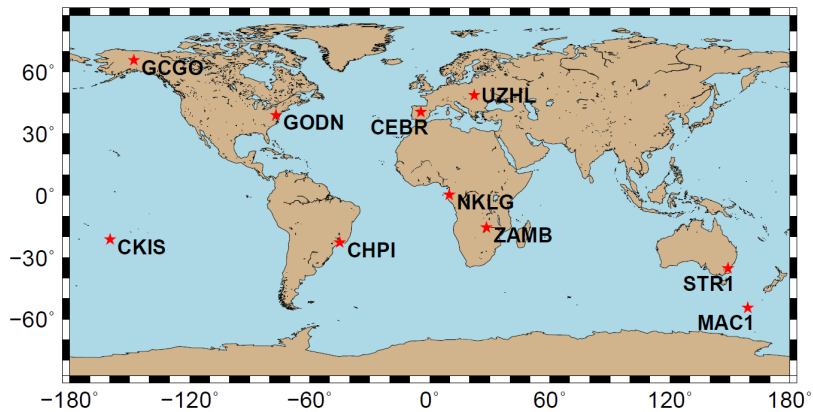 60°
30°
0°
−30°
−60°
GCGO
GODN
CEBR
UZHL
NKLG
ZAMB
CKIS
CHPI
STR1
MAC1
−180°
−120°
−60°
0°
60°
120°
180°